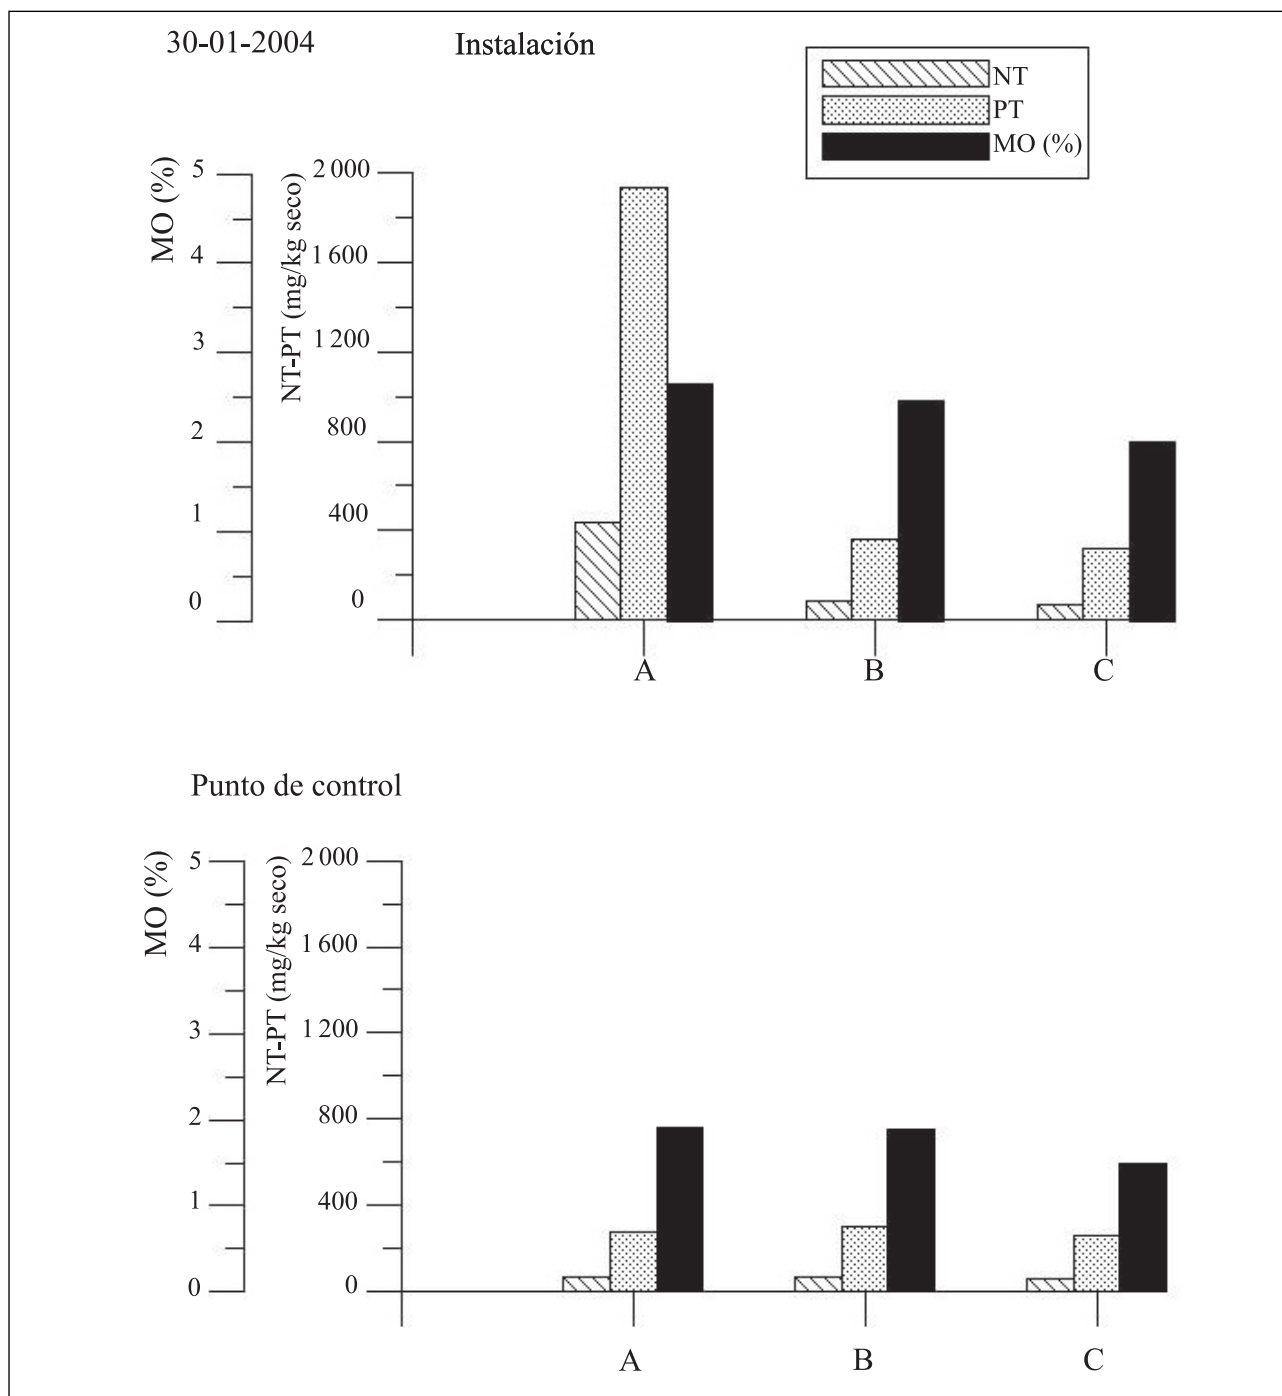 30-01-2004
Instalación
NT
PT
MO (%)
MO (%)
5
4
3
2
1
0
NT-PT (mg/kg seco)
2 000
1 600
1 200
800
400
0
A
B
C
Punto de control
MO (%)
5
4
3
2
1
0
NT-PT (mg/kg seco)
2 000
1 600
1 200
800
400
0
A
B
C